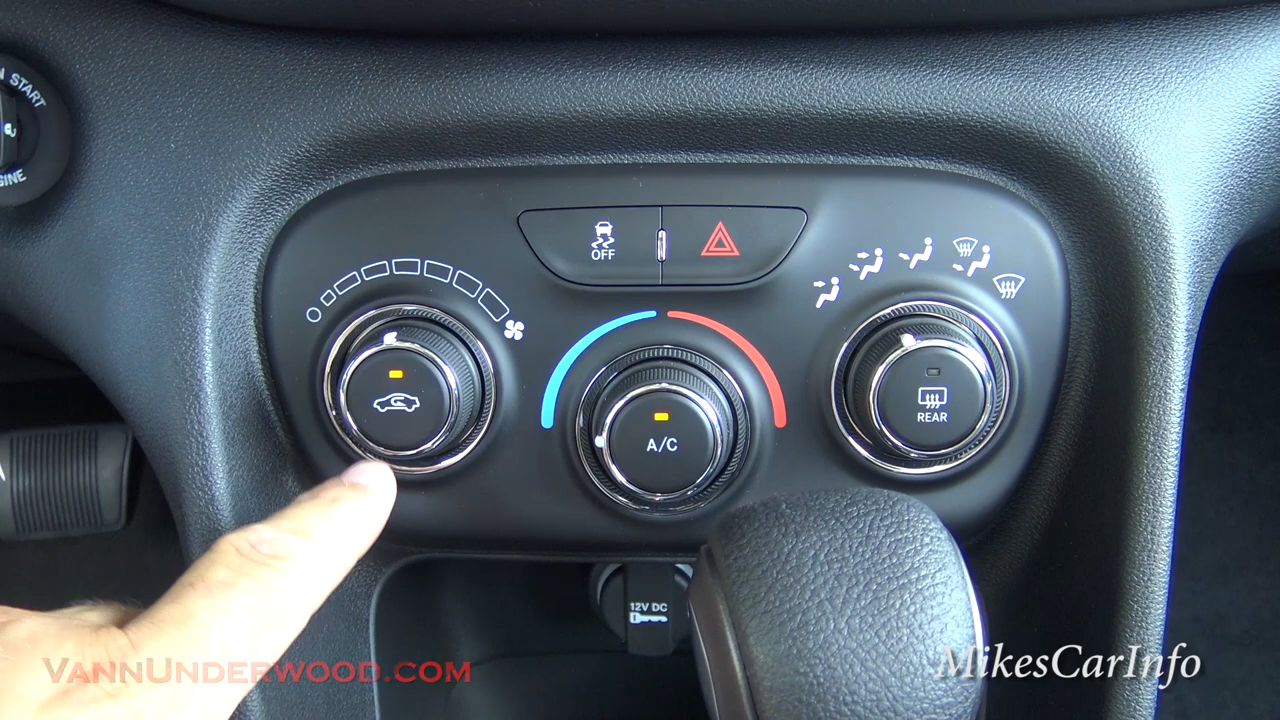 START
OFF
A/C
REAR
12V DC
VANNUNDERWOOD.COM
MikesCarInfo